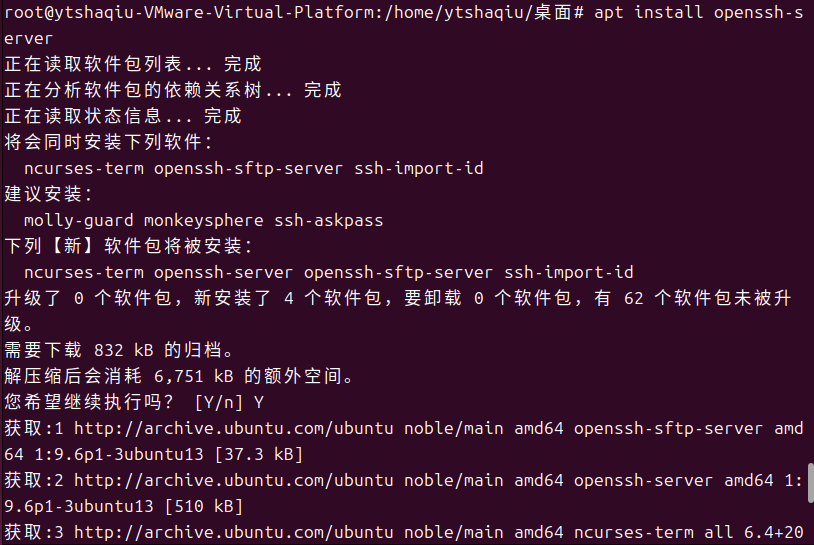 root@ytshaqiu-VMware-Virtual-Platform:/home/ytshaqiu/桌面# apt install openssh-s
erver
正在读取软件包列表... 完成
正在分析软件包的依赖关系树... 完成
正在读取状态信息... 完成
将会同时安装下列软件：
  ncurses-term openssh-sftp-server ssh-import-id
建议安装：
  molly-guard monkeysphere ssh-askpass
下列【新】软件包将被安装：
  ncurses-term openssh-server openssh-sftp-server ssh-import-id
升级了 0 个软件包，新安装了 4 个软件包，要卸载 0 个软件包，有 62 个软件包未被升
级。
需要下载 832 kB 的归档。
解压缩后会消耗 6,751 kB 的额外空间。
您希望继续执行吗？ [Y/n] Y
获取:1 http://archive.ubuntu.com/ubuntu noble/main amd64 openssh-sftp-server amd
64 1:9.6p1-3ubuntu13 [37.3 kB]
获取:2 http://archive.ubuntu.com/ubuntu noble/main amd64 openssh-server amd64 1:
9.6p1-3ubuntu13 [510 kB]
获取:3 http://archive.ubuntu.com/ubuntu noble/main amd64 ncurses-term all 6.4+20